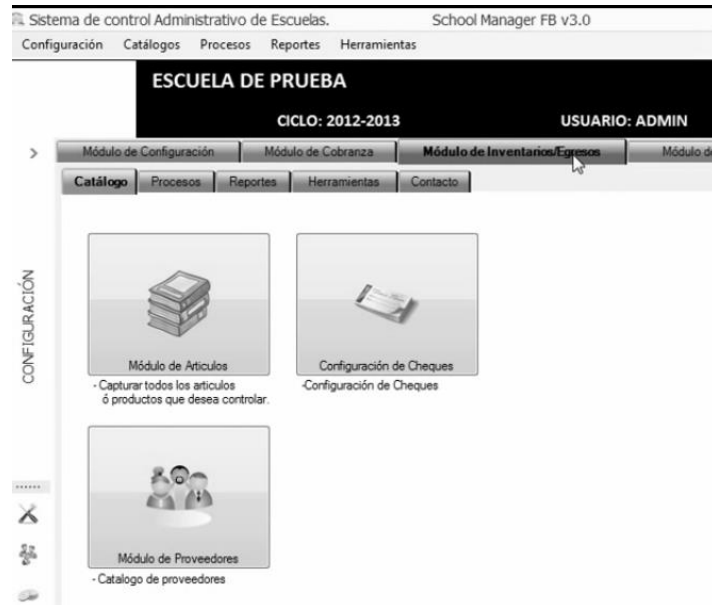 Sistema de control Administrativo de Escuelas. School Manager FB v3.0
Configuración Catálogos Procesos Reportes Herramientas
ESCUELA DE PRUEBA
CICLO: 2012-2013 USUARIO: ADMIN
Módulo de Configuración Módulo de Cobranza Módulo de Inventarios/Egresos Módulo d
Catálogo Procesos Reportes Herramientas Contacto
CONFIGURACIÓN
Módulo de Articulos Configuración de Cheques
- Capturar todos los articulos -Configuración de Cheques
ó productos que desea controlar.
Módulo de Proveedores
- Catalogo de proveedores